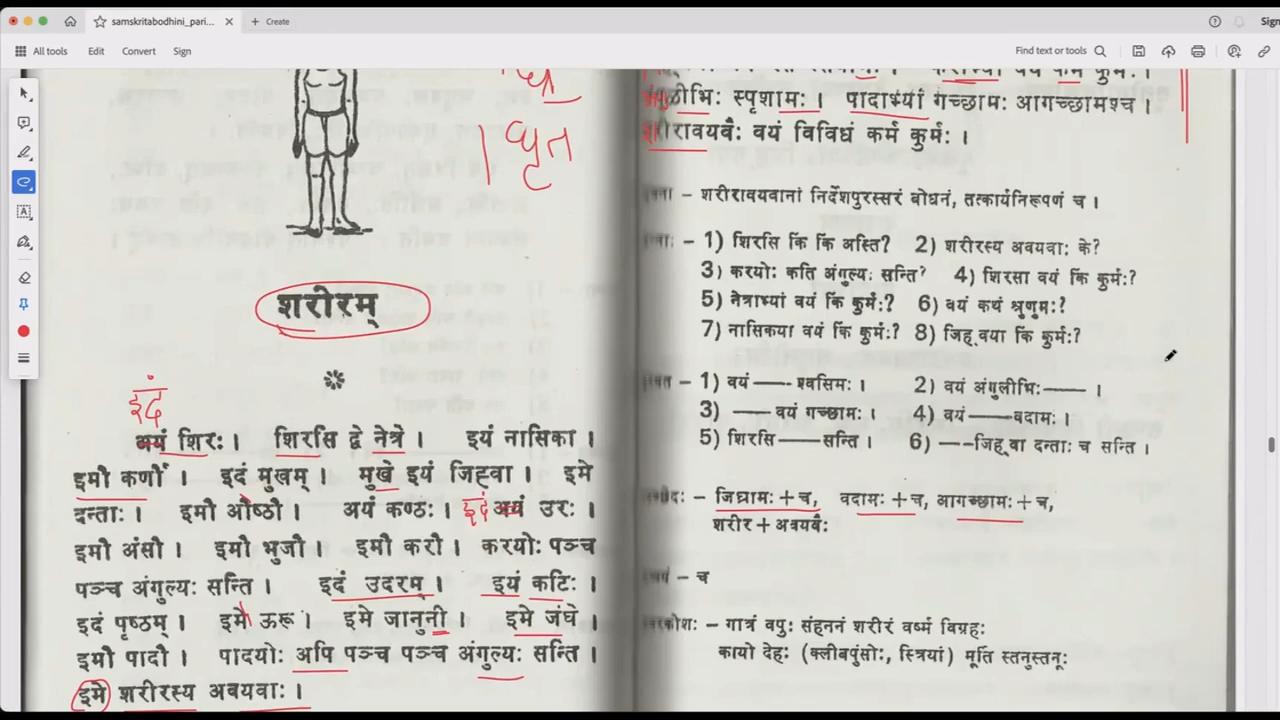 samskritabodhini_pari...
Create
Sign
All tools
Edit
Convert
Sign
Find text or tools
वृत
शरीरम्
इदं
अयं शिरः । शिरसि द्वे नेत्रे । इयं नासिका ।
इमौ कर्णौ । इदं मुखम् । मुखे इयं जिह्वा । इमे
दन्ताः । इमौ ओष्ठौ । अयं कण्ठः । इदं अयं उरः ।
इमौ अंसौ । इमौ भुजौ । इमौ करौ । करयोः पञ्च
पञ्च अंगुल्यः सन्ति । इदं उदरम् । इयं कटिः ।
इदं पृष्ठम् । इमौ ऊरू । इमे जानुनी । इमे जंघे ।
इमौ पादौ । पादयोः अपि पञ्च पञ्च अंगुल्यः सन्ति ।
इमे शरीरस्य अवयवाः ।
वयं कर्म कुर्मः ।
स्पृशामः । पादाभ्यां गच्छामः आगच्छामश्च ।
शरीरावयवैः वयं विविधं कर्म कुर्मः ।
– शरीरावयवानां निर्देशपुरस्सरं बोधनं, तत्कार्यनिरूपणं च ।
– 1) शिरसि किं किं अस्ति? 2) शरीरस्य अवयवाः के?
3) करयोः कति अंगुल्यः सन्ति? 4) शिरसा वयं किं कुर्मः?
5) नेत्राभ्यां वयं किं कुर्मः? 6) वयं कथं श्रुणुमः?
7) नासिकया वयं किं कुर्मः? 8) जिह्वया किं कुर्मः?
– 1) वयं —— श्वसिमः । 2) वयं अंगुलीभिः —— ।
3) —— वयं गच्छामः । 4) वयं —— वदामः ।
5) शिरसि —— सन्ति । 6) —— जिह्वा दन्ताः च सन्ति ।
– जिघ्रामः + च, वदामः + च, आगच्छामः + च,
शरीर + अवयवैः
– च
– गात्रं वपुः संहननं शरीरं वर्ष्म विग्रहः
कायो देहः (क्लीबपुंसोः, स्त्रियां) मूर्ति स्तनुस्तनूः